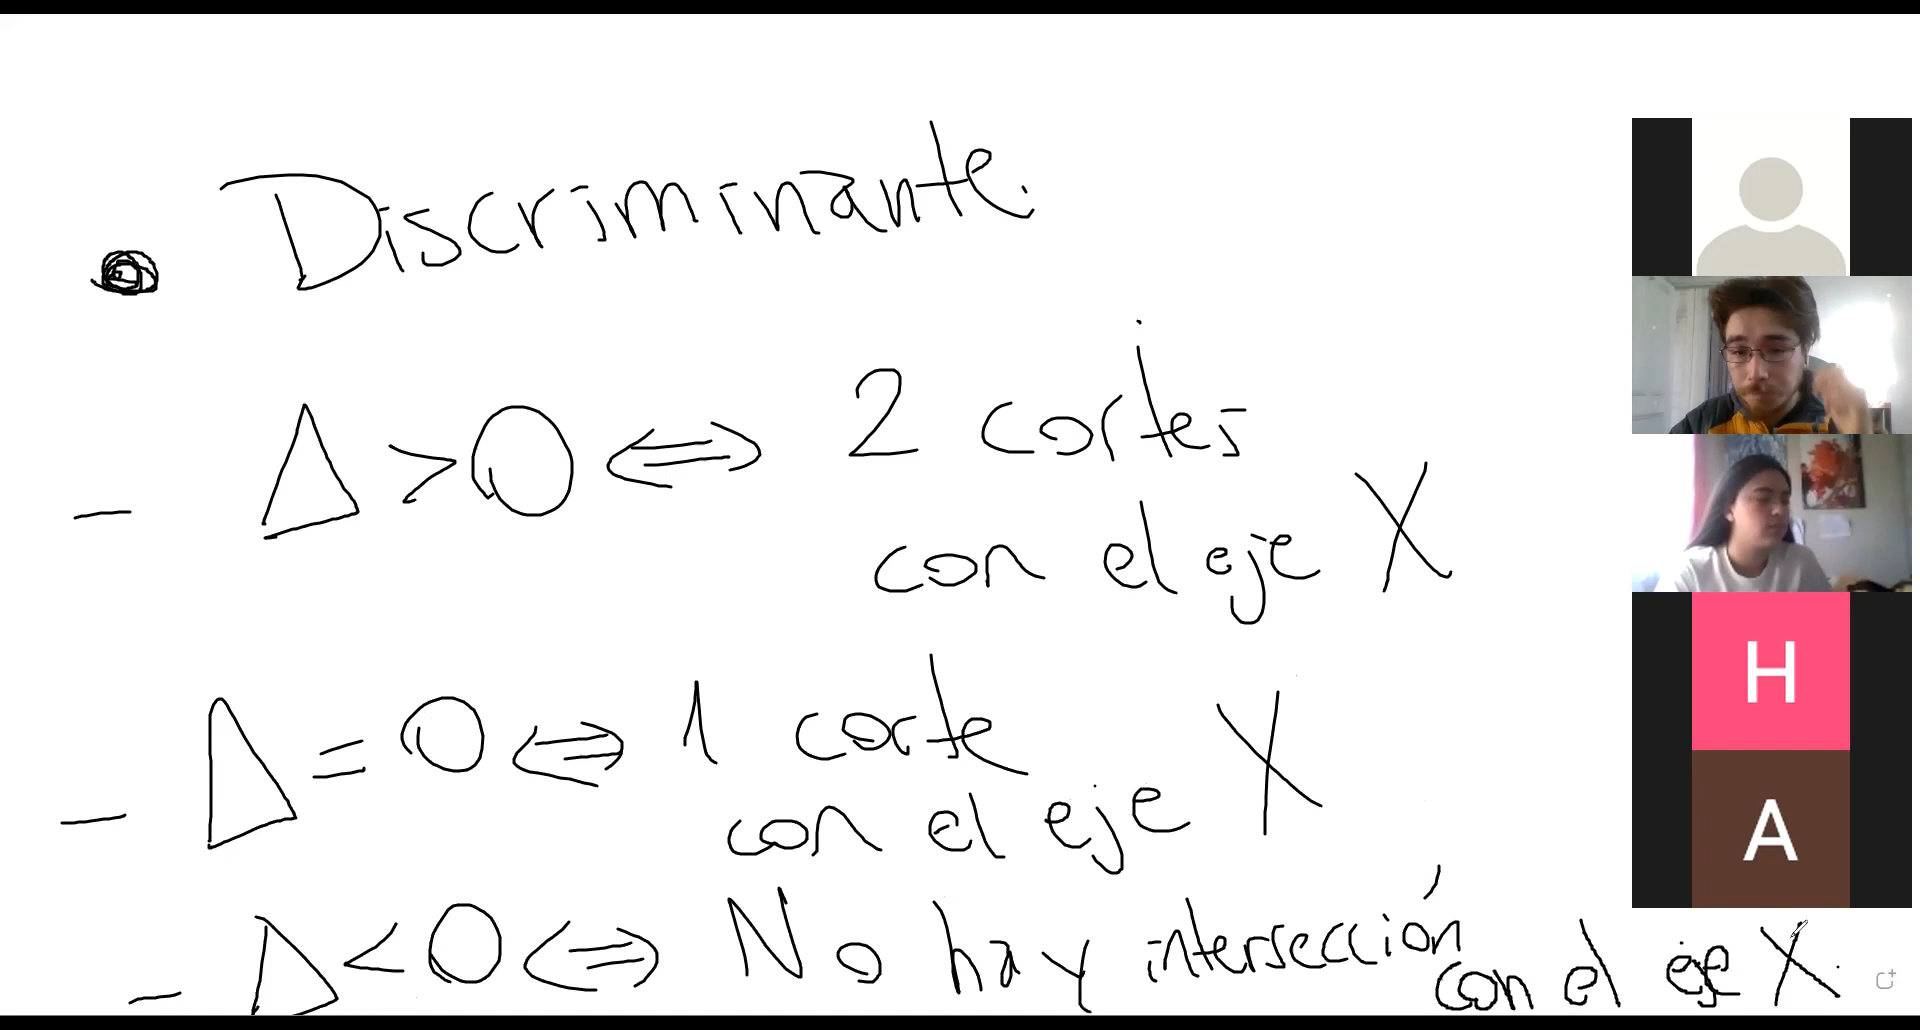 • Discriminante.
- Δ > 0 ⟺ 2 cortes
con el eje X
- Δ = 0 ⟺ 1 corte
con el eje X
- Δ < 0 ⟺ No hay intersección
con el eje X.
H
A